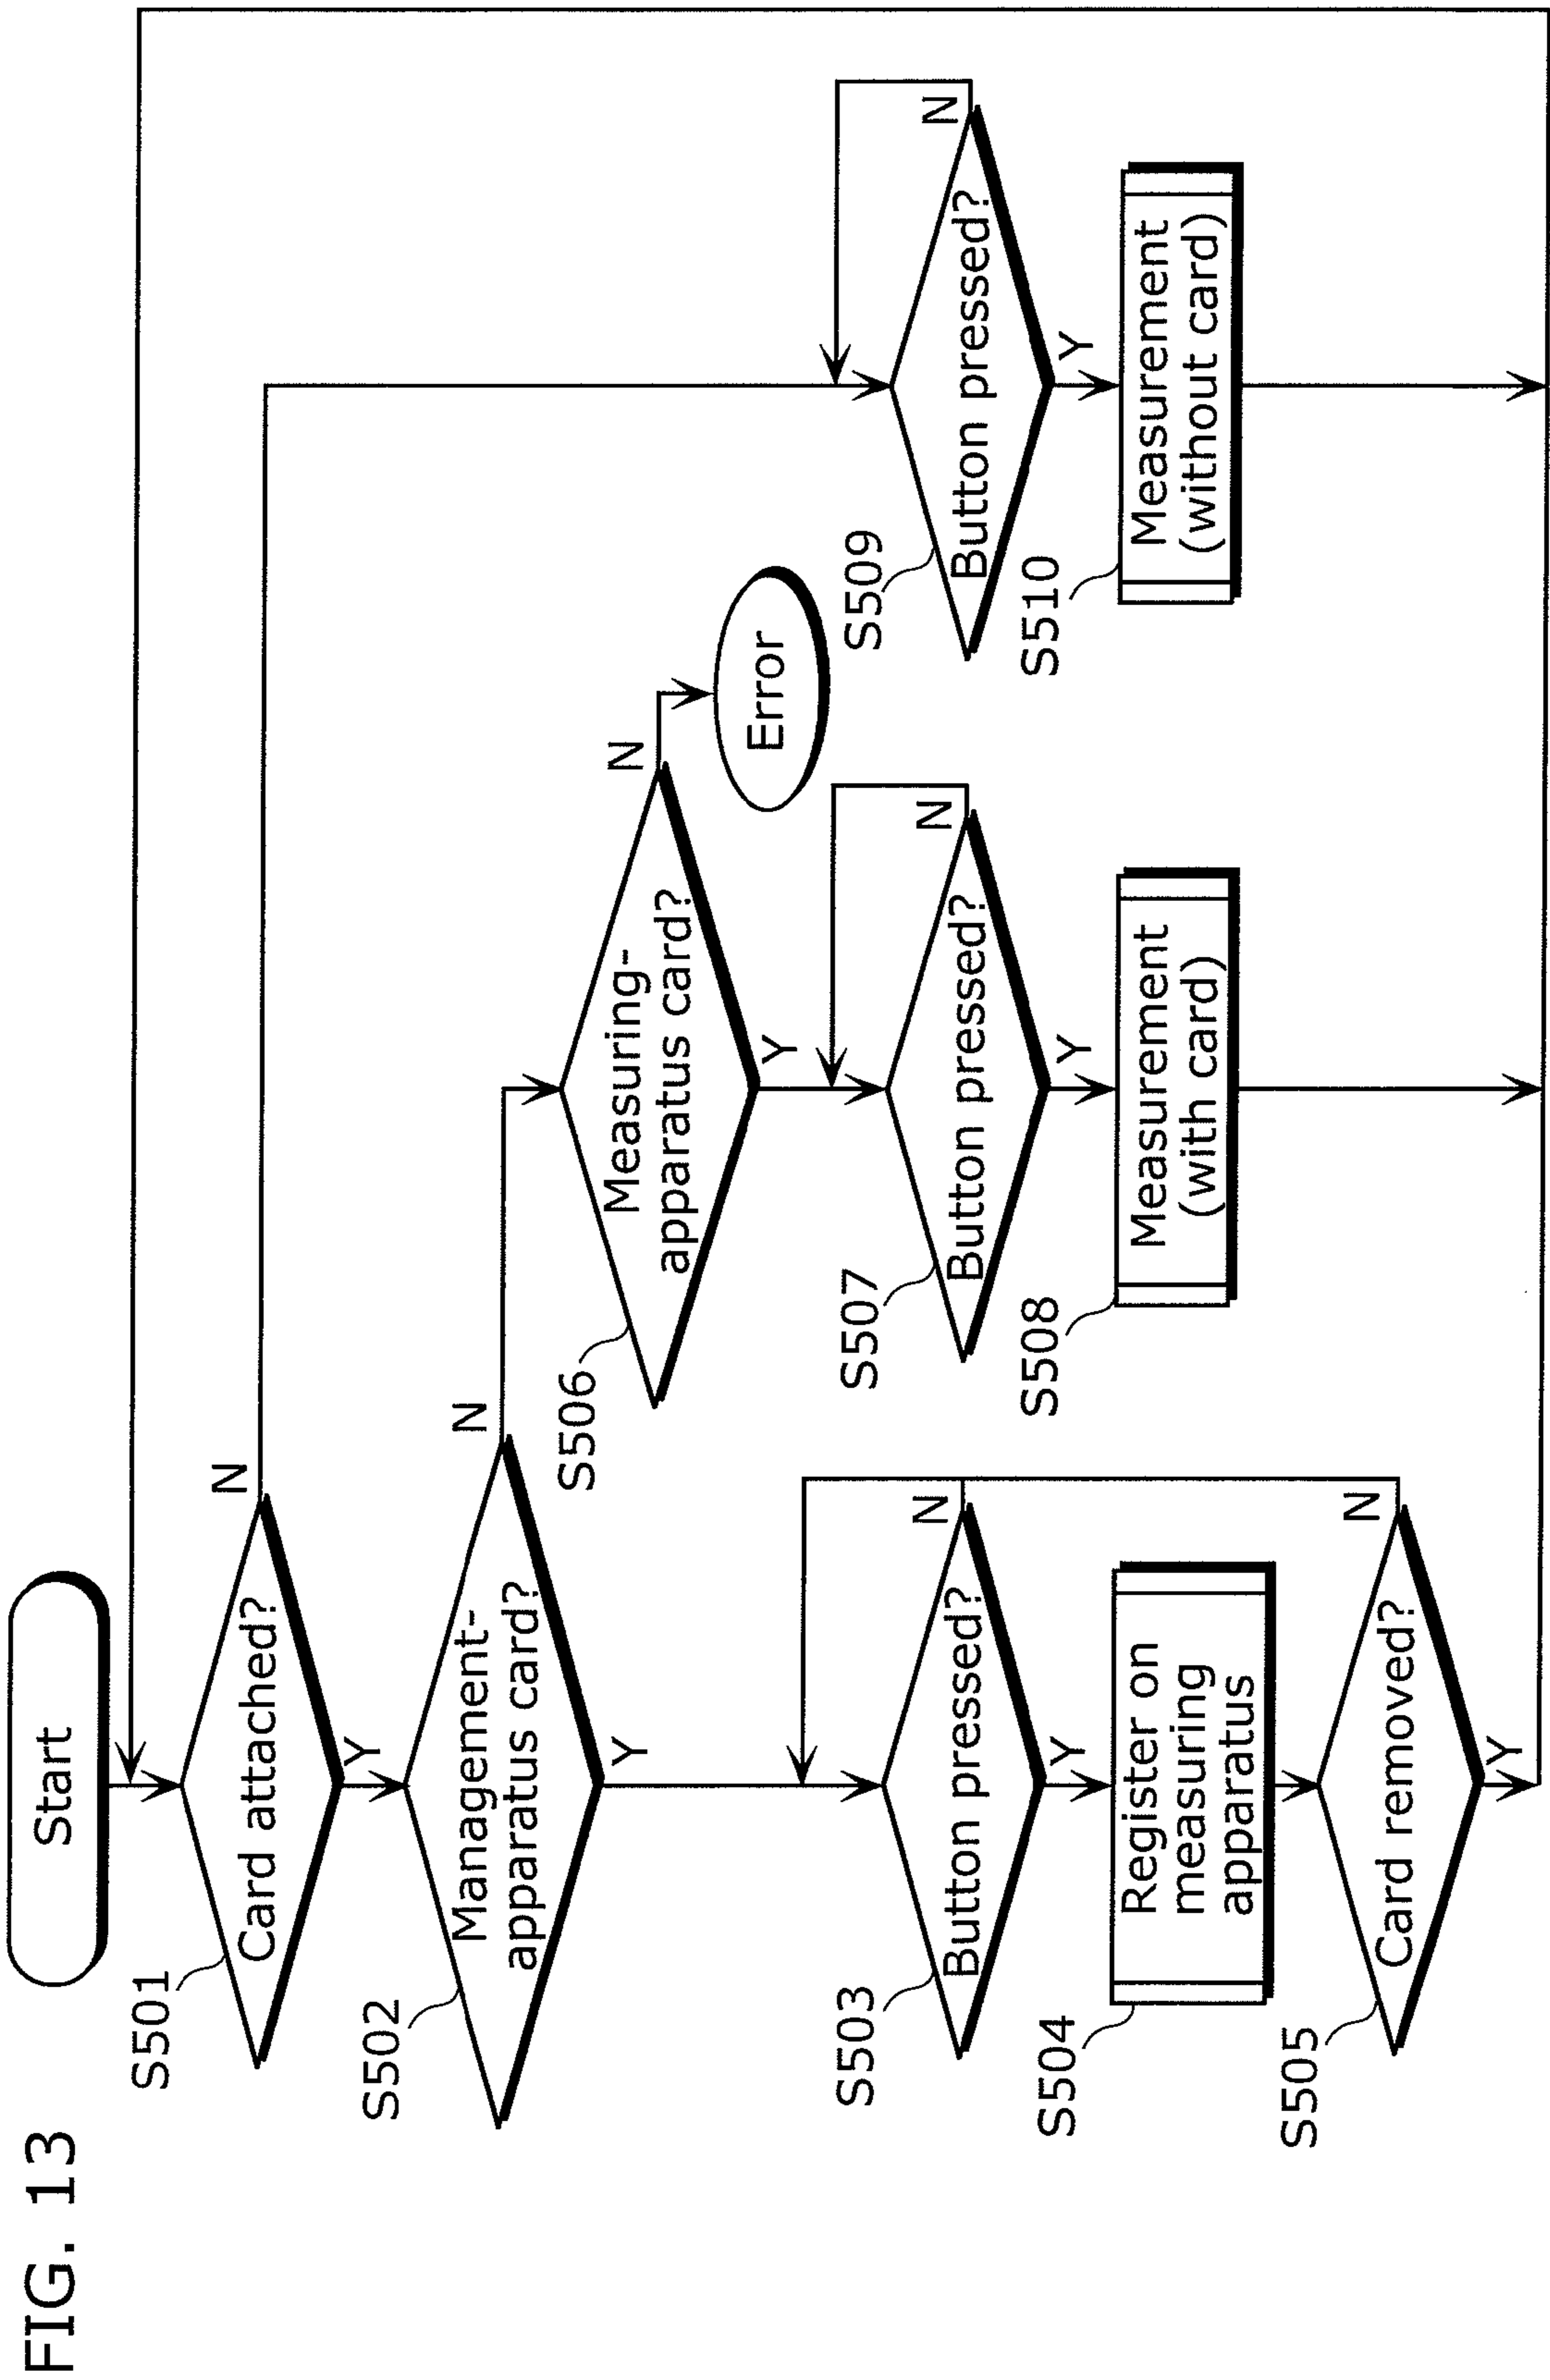 FIG. 13
Start
S501
Card attached?
N
Y
S502
Management-
apparatus card?
N
Y
S503
Button pressed?
N
Y
S504
Register on
measuring
apparatus
S505
Card removed?
N
Y
S506
Measuring-
apparatus card?
N
Y
Error
S507
Button pressed?
N
Y
S508
Measurement
(with card)
S509
Button pressed?
N
Y
S510
Measurement
(without card)